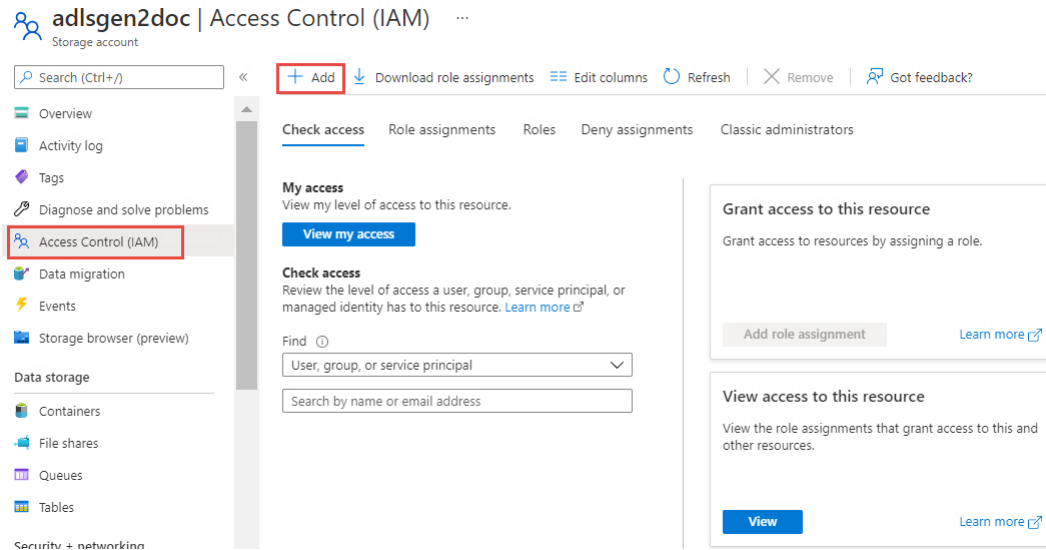 adlsgen2doc | Access Control (IAM) ...
Storage account
Search (Ctrl+/)
«
Overview
Activity log
Tags
Diagnose and solve problems
Access Control (IAM)
Data migration
Events
Storage browser (preview)
Data storage
Containers
File shares
Queues
Tables
Security + networking
Add
Download role assignments
Edit columns
Refresh
Remove
Got feedback?
Check access
Role assignments
Roles
Deny assignments
Classic administrators
My access
View my level of access to this resource.
View my access
Check access
Review the level of access a user, group, service principal, or
managed identity has to this resource. Learn more
Find
User, group, or service principal
Search by name or email address
Grant access to this resource
Grant access to resources by assigning a role.
Add role assignment
Learn more
View access to this resource
View the role assignments that grant access to this and
other resources.
View
Learn more